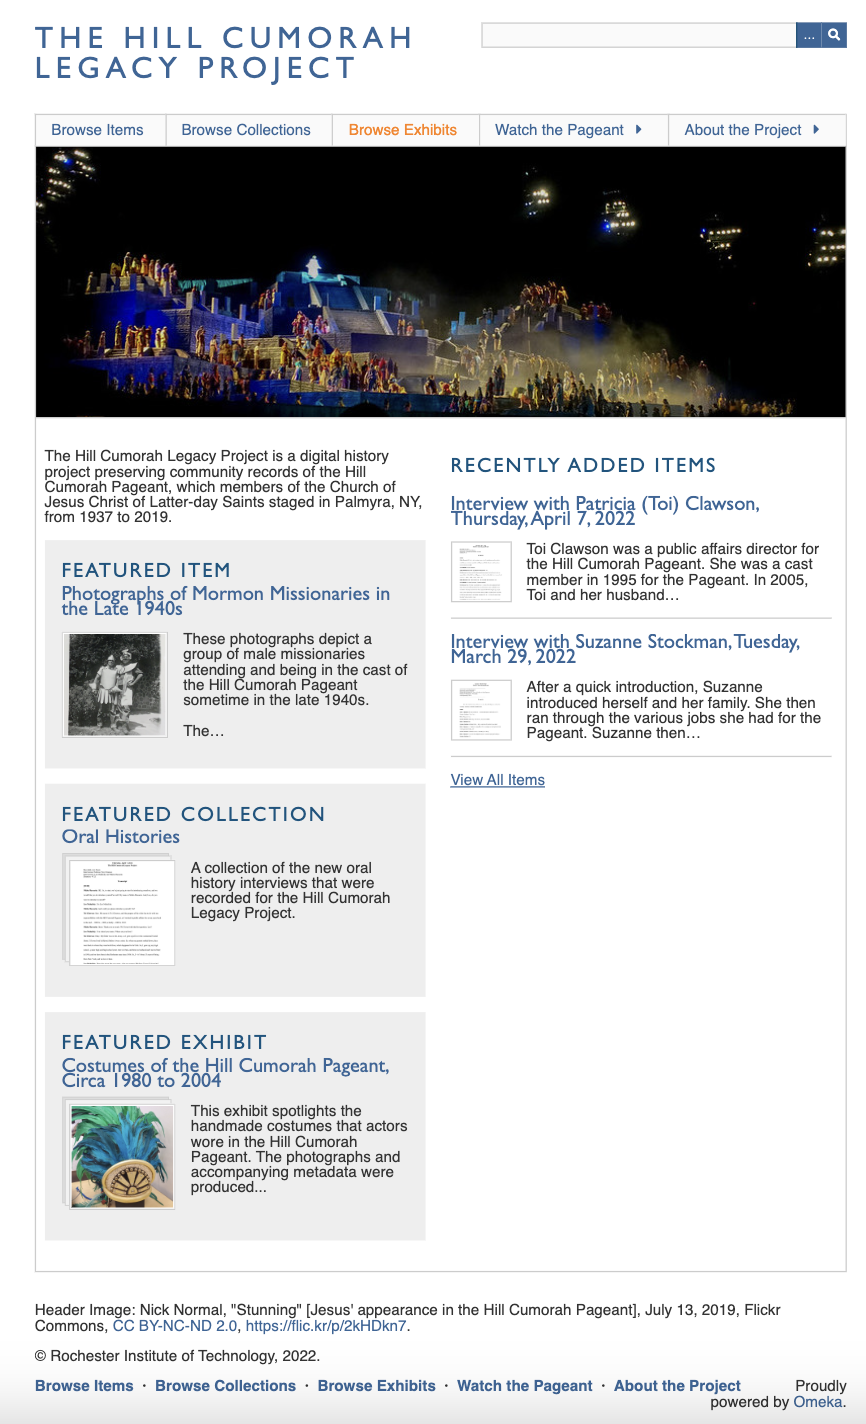 THE HILL CUMORAH
LEGACY PROJECT
...
Browse Items
Browse Collections
Browse Exhibits
Watch the Pageant
About the Project
The Hill Cumorah Legacy Project is a digital history
project preserving community records of the Hill
Cumorah Pageant, which members of the Church of
Jesus Christ of Latter-day Saints staged in Palmyra, NY,
from 1937 to 2019.
FEATURED ITEM
Photographs of Mormon Missionaries in
the Late 1940s
These photographs depict a
group of male missionaries
attending and being in the cast of
the Hill Cumorah Pageant
sometime in the late 1940s.
The…
FEATURED COLLECTION
Oral Histories
A collection of the new oral
history interviews that were
recorded for the Hill Cumorah
Legacy Project.
FEATURED EXHIBIT
Costumes of the Hill Cumorah Pageant,
Circa 1980 to 2004
This exhibit spotlights the
handmade costumes that actors
wore in the Hill Cumorah
Pageant. The photographs and
accompanying metadata were
produced...
RECENTLY ADDED ITEMS
Interview with Patricia (Toi) Clawson,
Thursday, April 7, 2022
Toi Clawson was a public affairs director for
the Hill Cumorah Pageant. She was a cast
member in 1995 for the Pageant. In 2005,
Toi and her husband…
Interview with Suzanne Stockman, Tuesday,
March 29, 2022
After a quick introduction, Suzanne
introduced herself and her family. She then
ran through the various jobs she had for the
Pageant. Suzanne then…
View All Items
Header Image: Nick Normal, "Stunning" [Jesus' appearance in the Hill Cumorah Pageant], July 13, 2019, Flickr
Commons, CC BY-NC-ND 2.0, https://flic.kr/p/2kHDkn7.
© Rochester Institute of Technology, 2022.
Browse Items · Browse Collections · Browse Exhibits · Watch the Pageant · About the Project
Proudly
powered by Omeka.